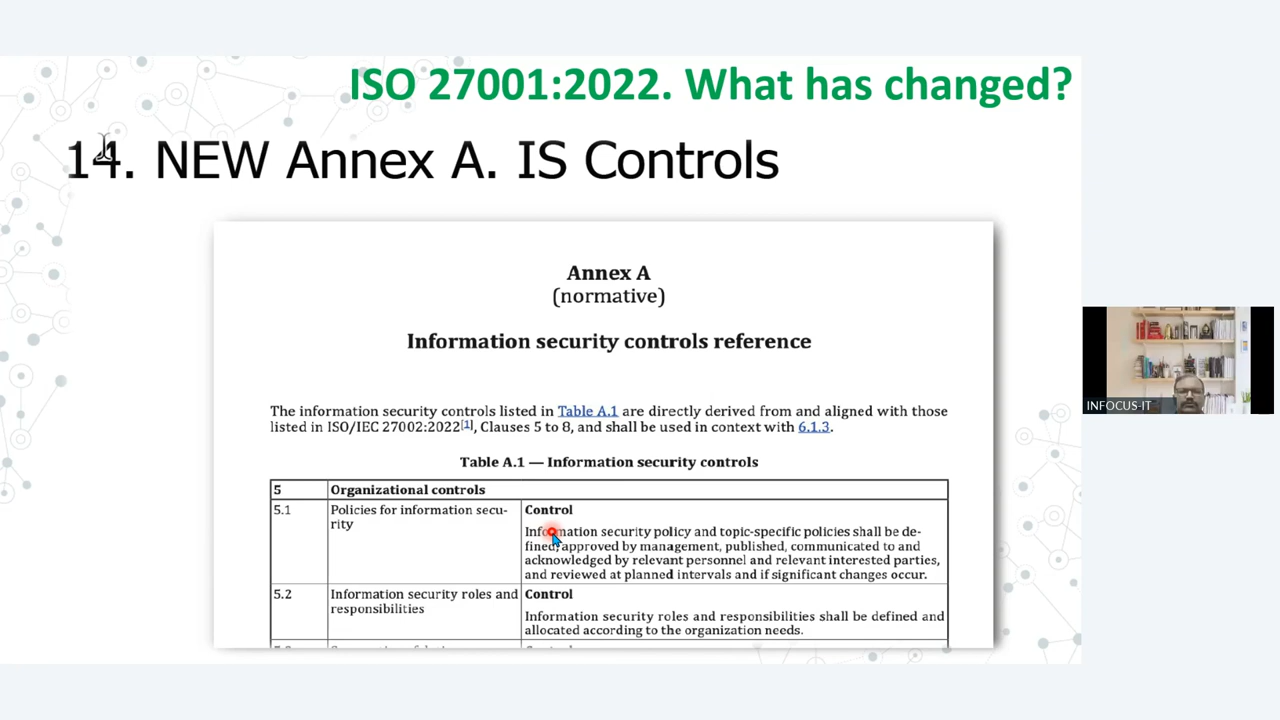 ISO 27001:2022. What has changed?
14. NEW Annex A. IS Controls
Annex A
(normative)
Information security controls reference
The information security controls listed in Table A.1 are directly derived from and aligned with those
listed in ISO/IEC 27002:2022[1], Clauses 5 to 8, and shall be used in context with 6.1.3.
Table A.1 — Information security controls
5 Organizational controls
5.1 Policies for information secu-
rity
Control
Information security policy and topic-specific policies shall be de-
fined, approved by management, published, communicated to and
acknowledged by relevant personnel and relevant interested parties,
and reviewed at planned intervals and if significant changes occur.
5.2 Information security roles and
responsibilities
Control
Information security roles and responsibilities shall be defined and
allocated according to the organization needs.
INFOCUS-IT